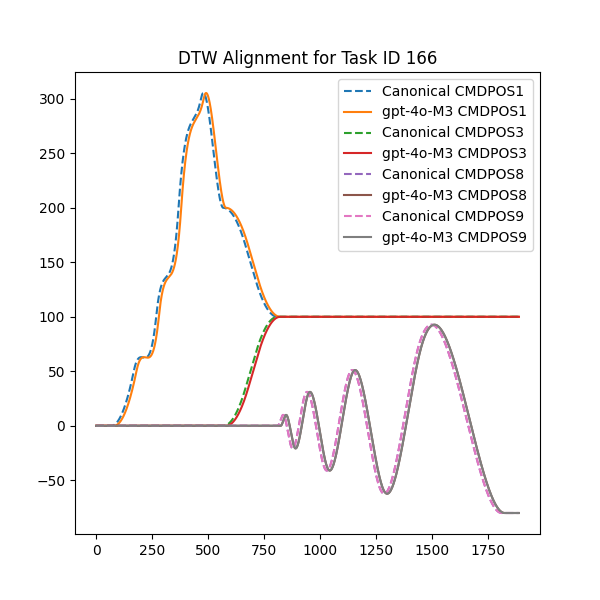 DTW Alignment for Task ID 166
Canonical CMDPOS1
gpt-4o-M3 CMDPOS1
Canonical CMDPOS3
gpt-4o-M3 CMDPOS3
Canonical CMDPOS8
gpt-4o-M3 CMDPOS8
Canonical CMDPOS9
gpt-4o-M3 CMDPOS9
300
250
200
150
100
50
0
−50
0 250 500 750 1000 1250 1500 1750